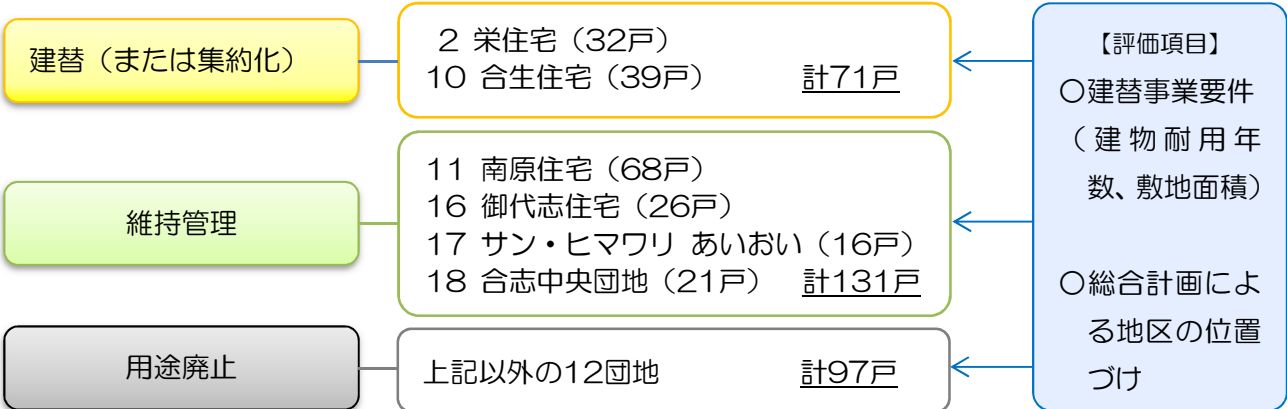 建替（または集約化）
2 栄住宅（32戸）
10 合生住宅（39戸） 計71戸
維持管理
11 南原住宅（68戸）
16 御代志住宅（26戸）
17 サン・ヒマワリ あいおい（16戸）
18 合志中央団地（21戸） 計131戸
用途廃止
上記以外の12団地 計97戸
【評価項目】
〇建替事業要件
（建物耐用年
数、敷地面積）
〇総合計画によ
る地区の位置
づけ